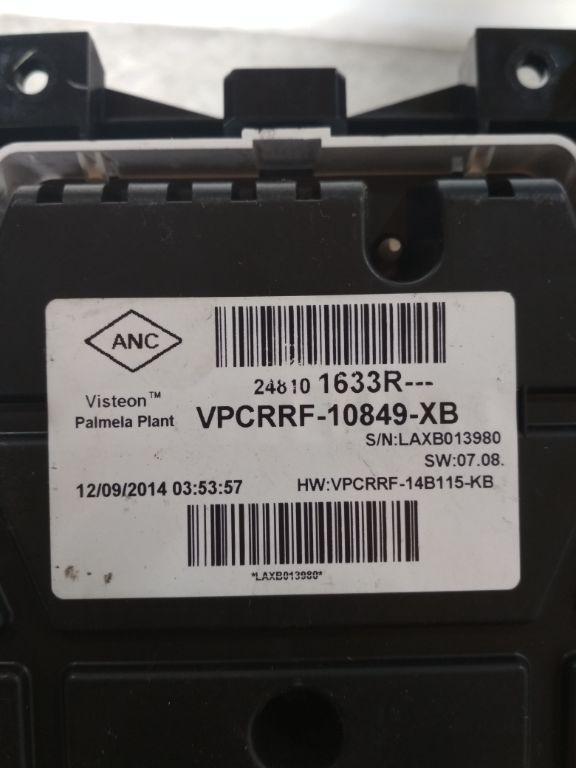 ANC
24810 1633R---
Visteon™
Palmela Plant
VPCRRF-10849-XB
S/N:LAXB013980
SW:07.08.
12/09/2014 03:53:57
HW:VPCRRF-14B115-KB
*LAXB013980*